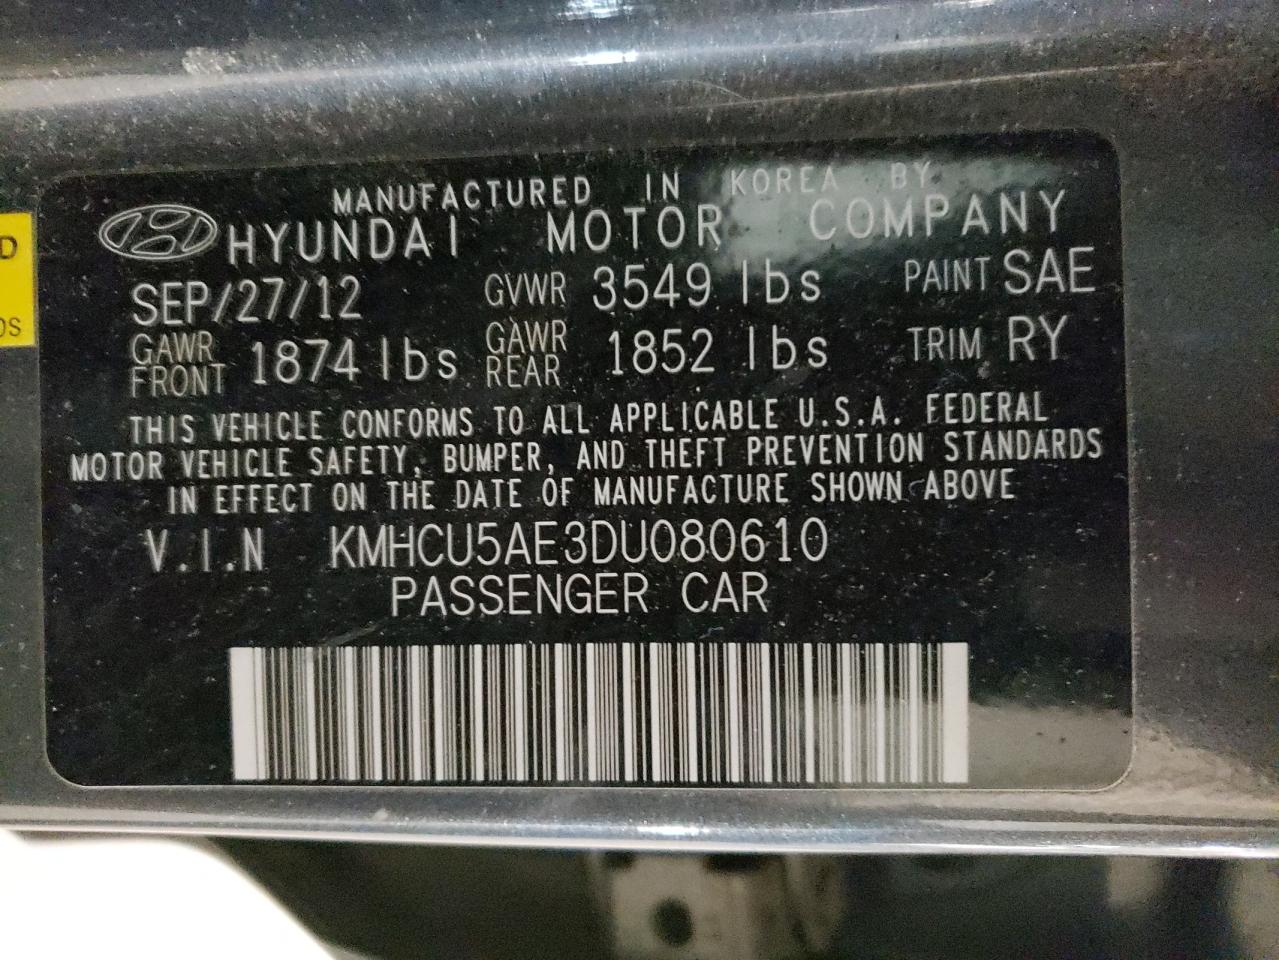 MANUFACTURED IN KOREA BY
HYUNDAI MOTOR COMPANY
SEP/27/12 GVWR 3549 lbs PAINT SAE
GAWR FRONT 1874 lbs GAWR REAR 1852 lbs TRIM RY
THIS VEHICLE CONFORMS TO ALL APPLICABLE U.S.A. FEDERAL
MOTOR VEHICLE SAFETY, BUMPER, AND THEFT PREVENTION STANDARDS
IN EFFECT ON THE DATE OF MANUFACTURE SHOWN ABOVE
V.I.N KMHCU5AE3DU080610
PASSENGER CAR